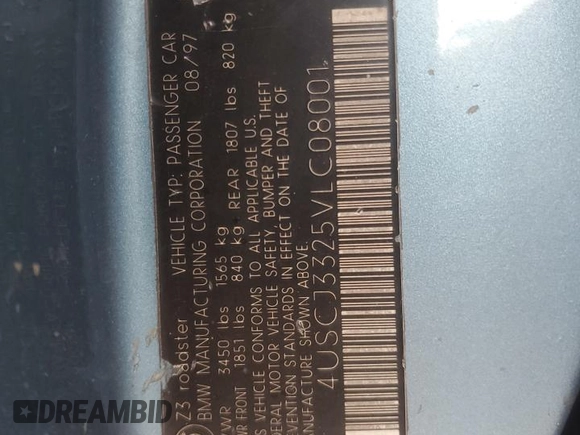 Z3 roadster VEHICLE TYP: PASSENGER CAR
BMW MANUFACTURING CORPORATION 08/97
WR 3450 lbs 1565 kg
WR FRONT 1851 lbs 840 kg REAR 1807 lbs 820 kg
S VEHICLE CONFORMS TO ALL APPLICABLE U.S.
DERAL MOTOR VEHICLE SAFETY, BUMPER AND THEFT
EVENTION STANDARDS IN EFFECT ON THE DATE OF
NUFACTURE SHOWN ABOVE.
4USCJ3325VLC08001
DREAMBID